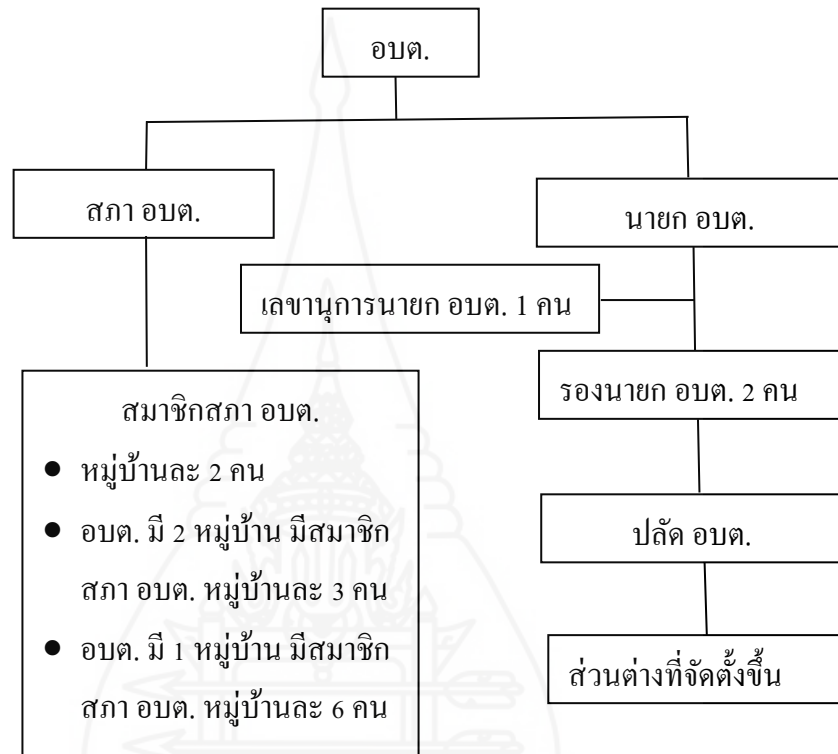 อบต.
สภา อบต.
นายก อบต.
เลขานุการนายก อบต. 1 คน
รองนายก อบต. 2 คน
สมาชิกสภา อบต.
● หมู่บ้านละ 2 คน
● อบต. มี 2 หมู่บ้าน มีสมาชิก
สภา อบต. หมู่บ้านละ 3 คน
● อบต. มี 1 หมู่บ้าน มีสมาชิก
สภา อบต. หมู่บ้านละ 6 คน
ปลัด อบต.
ส่วนต่างที่จัดตั้งขึ้น